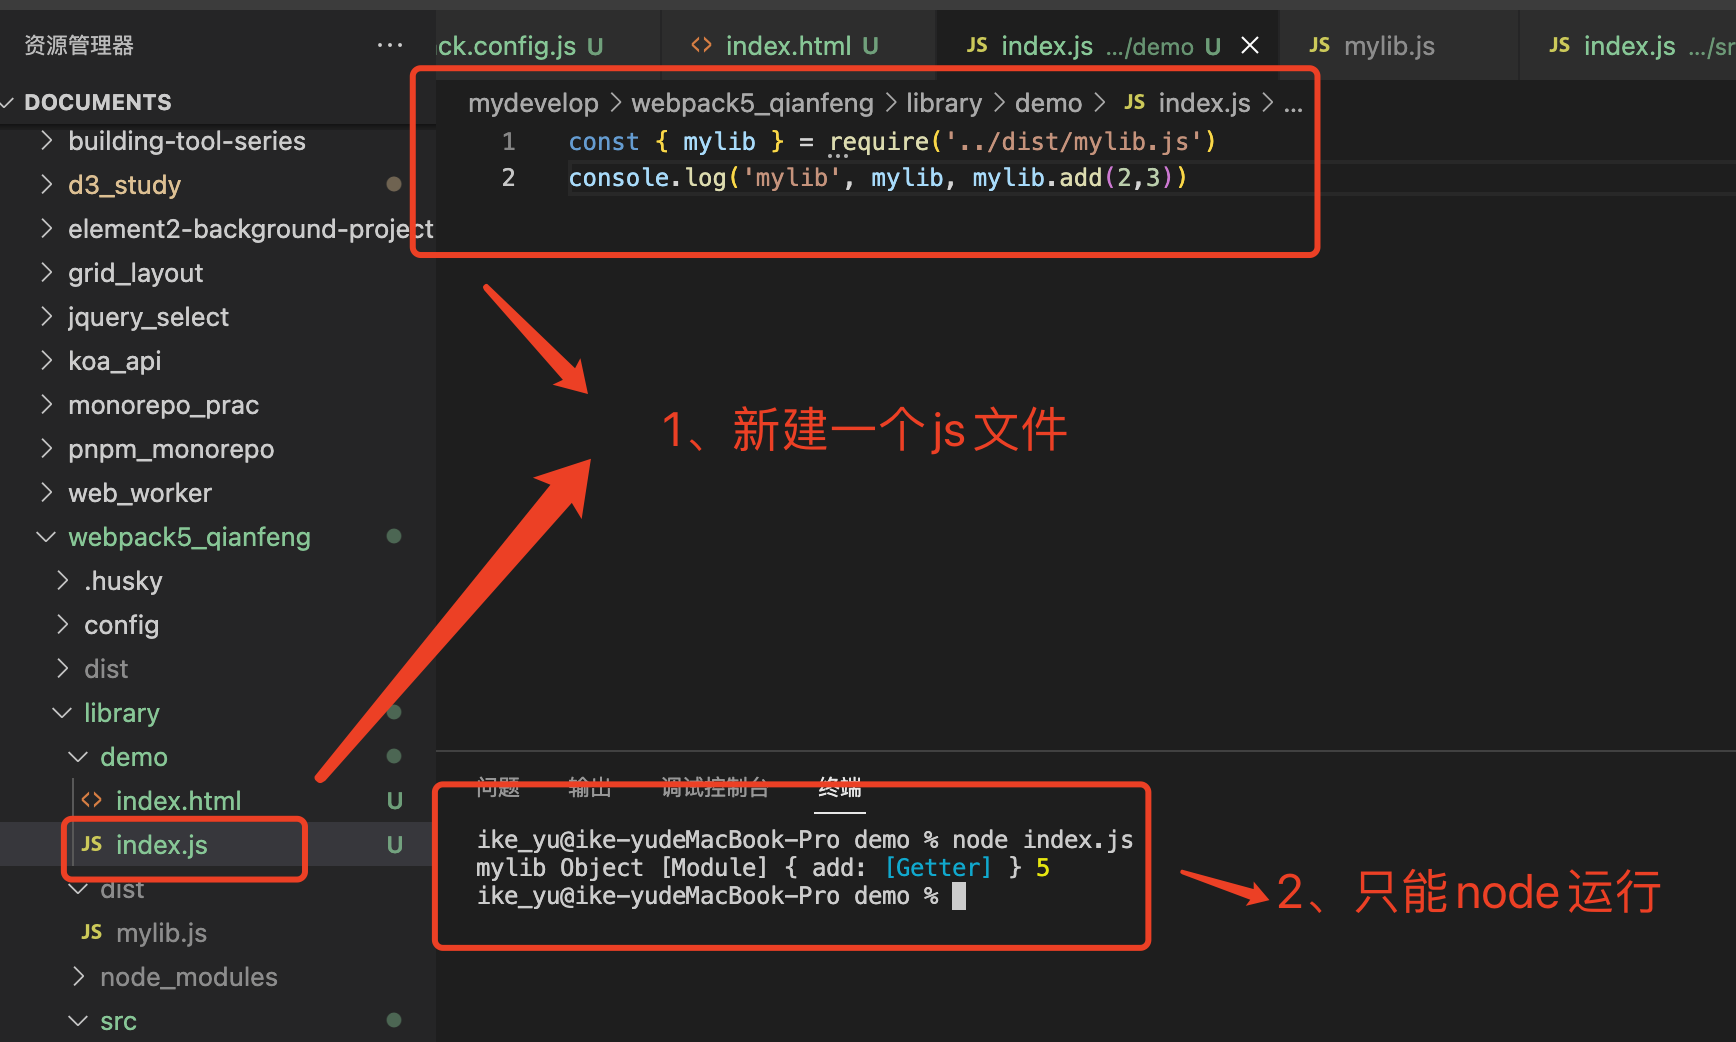 资源管理器 ···
ck.config.js U
<> index.html U
JS index.js .../demo U ×
JS mylib.js
JS index.js .../sr
DOCUMENTS
building-tool-series
d3_study
element2-background-project
grid_layout
jquery_select
koa_api
monorepo_prac
pnpm_monorepo
web_worker
webpack5_qianfeng
.husky
config
dist
library
demo
<> index.html U
JS index.js U
dist
JS mylib.js
node_modules
src
mydevelop > webpack5_qianfeng > library > demo > JS index.js > ...
1 const { mylib } = require('../dist/mylib.js')
2 console.log('mylib', mylib, mylib.add(2,3))
1、新建一个js文件
问题 输出 调试控制台 终端
ike_yu@ike-yudeMacBook-Pro demo % node index.js
mylib Object [Module] { add: [Getter] } 5
ike_yu@ike-yudeMacBook-Pro demo %
2、只能node运行